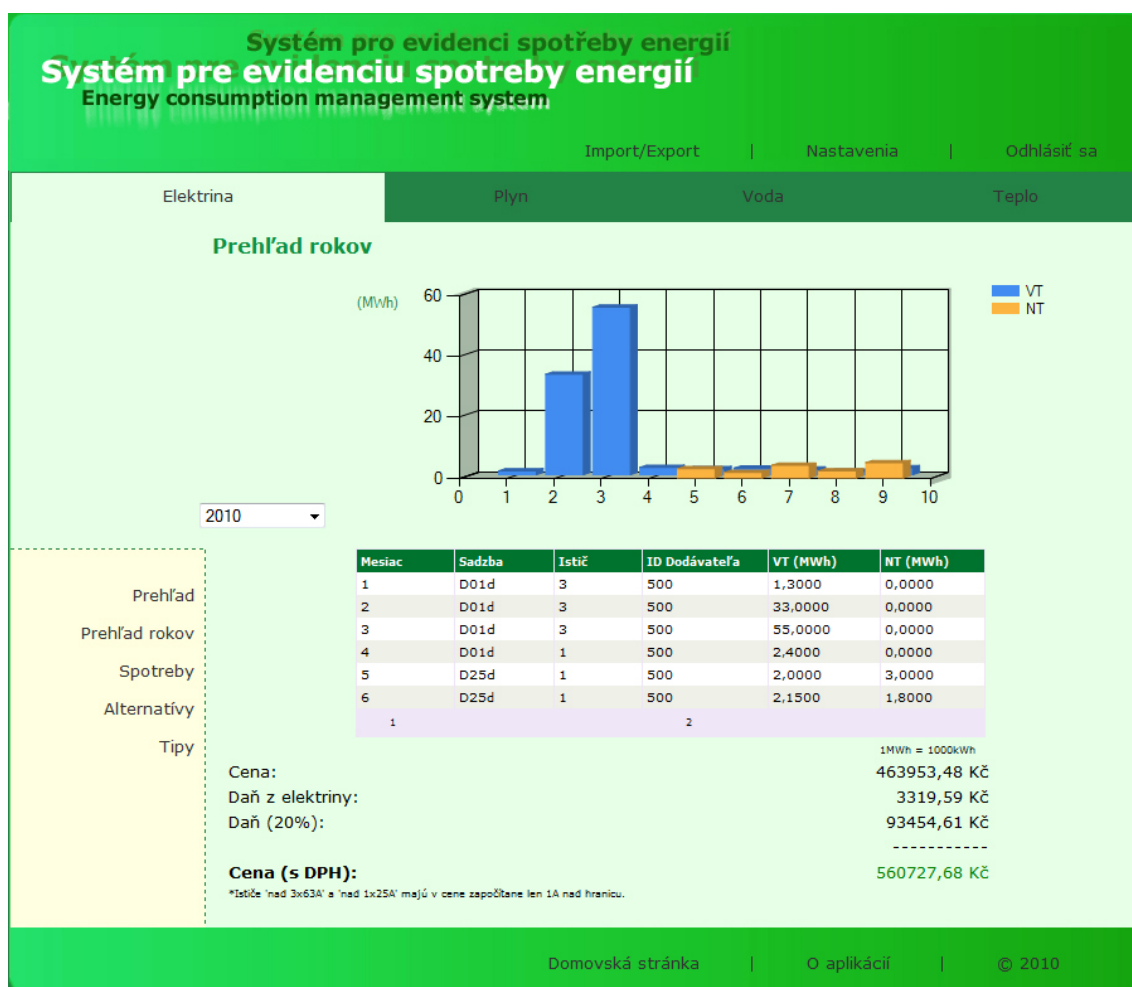 Systém pro evidenci spotřeby energií
Systém pre evidenciu spotreby energií
Energy consumption management system
Import/Export | Nastavenia | Odhlásiť sa
Elektrina Plyn Voda Teplo
Prehľad rokov
(MWh)
60
40
20
0
0 1 2 3 4 5 6 7 8 9 10
VT
NT
2010
Prehľad
Prehľad rokov
Spotreby
Alternatívy
Tipy
Mesiac Sadzba Istič ID Dodávateľa VT (MWh) NT (MWh)
1 D01d 3 500 1,3000 0,0000
2 D01d 3 500 33,0000 0,0000
3 D01d 3 500 55,0000 0,0000
4 D01d 1 500 2,4000 0,0000
5 D25d 1 500 2,0000 3,0000
6 D25d 1 500 2,1500 1,8000
1 2
1MWh = 1000kWh
Cena: 463953,48 Kč
Daň z elektriny: 3319,59 Kč
Daň (20%): 93454,61 Kč
-----------
Cena (s DPH): 560727,68 Kč
*Ističe 'nad 3x63A' a 'nad 1x25A' majú v cene započítane len 1A nad hranicu.
Domovská stránka | O aplikácií | © 2010